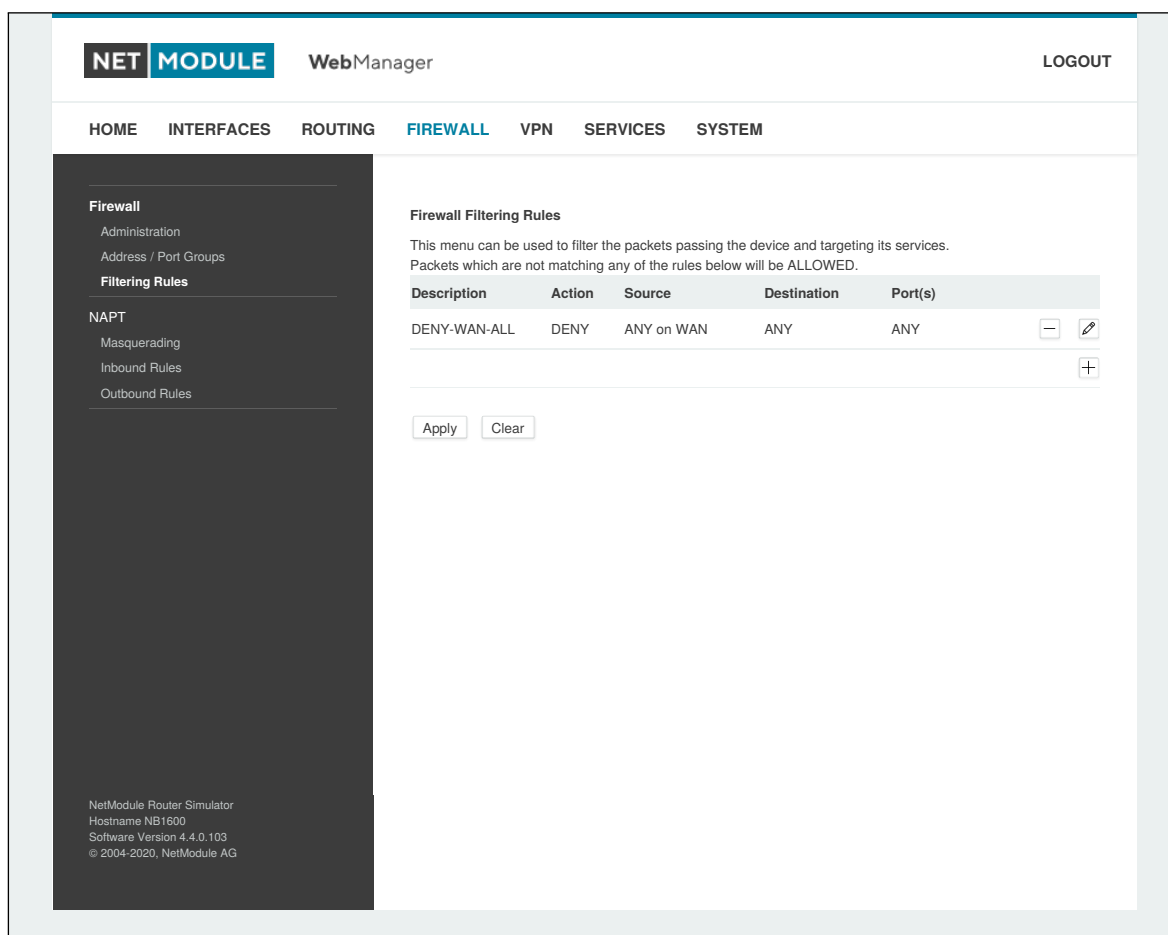 NET MODULE WebManager LOGOUT
HOME INTERFACES ROUTING FIREWALL VPN SERVICES SYSTEM
Firewall
Administration
Address / Port Groups
Filtering Rules
NAPT
Masquerading
Inbound Rules
Outbound Rules
Firewall Filtering Rules
This menu can be used to filter the packets passing the device and targeting its services.
Packets which are not matching any of the rules below will be ALLOWED.
Description Action Source Destination Port(s)
DENY-WAN-ALL DENY ANY on WAN ANY ANY
Apply Clear
NetModule Router Simulator
Hostname NB1600
Software Version 4.4.0.103
© 2004-2020, NetModule AG